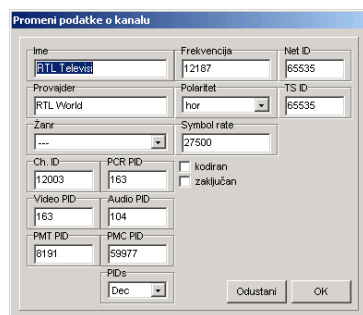 Promeni podatke o kanalu
Ime Frekvencija Net ID
RTL Televisi 12187 65535
Provajder Polaritet TS ID
RTL World hor 65535
Žanr Symbol rate
--- 27500
Ch. ID PCR PID kodiran
12003 163 zaključan
Video PID Audio PID
163 104
PMT PID PMC PID
8191 59977
PIDs
Dec Odustani OK